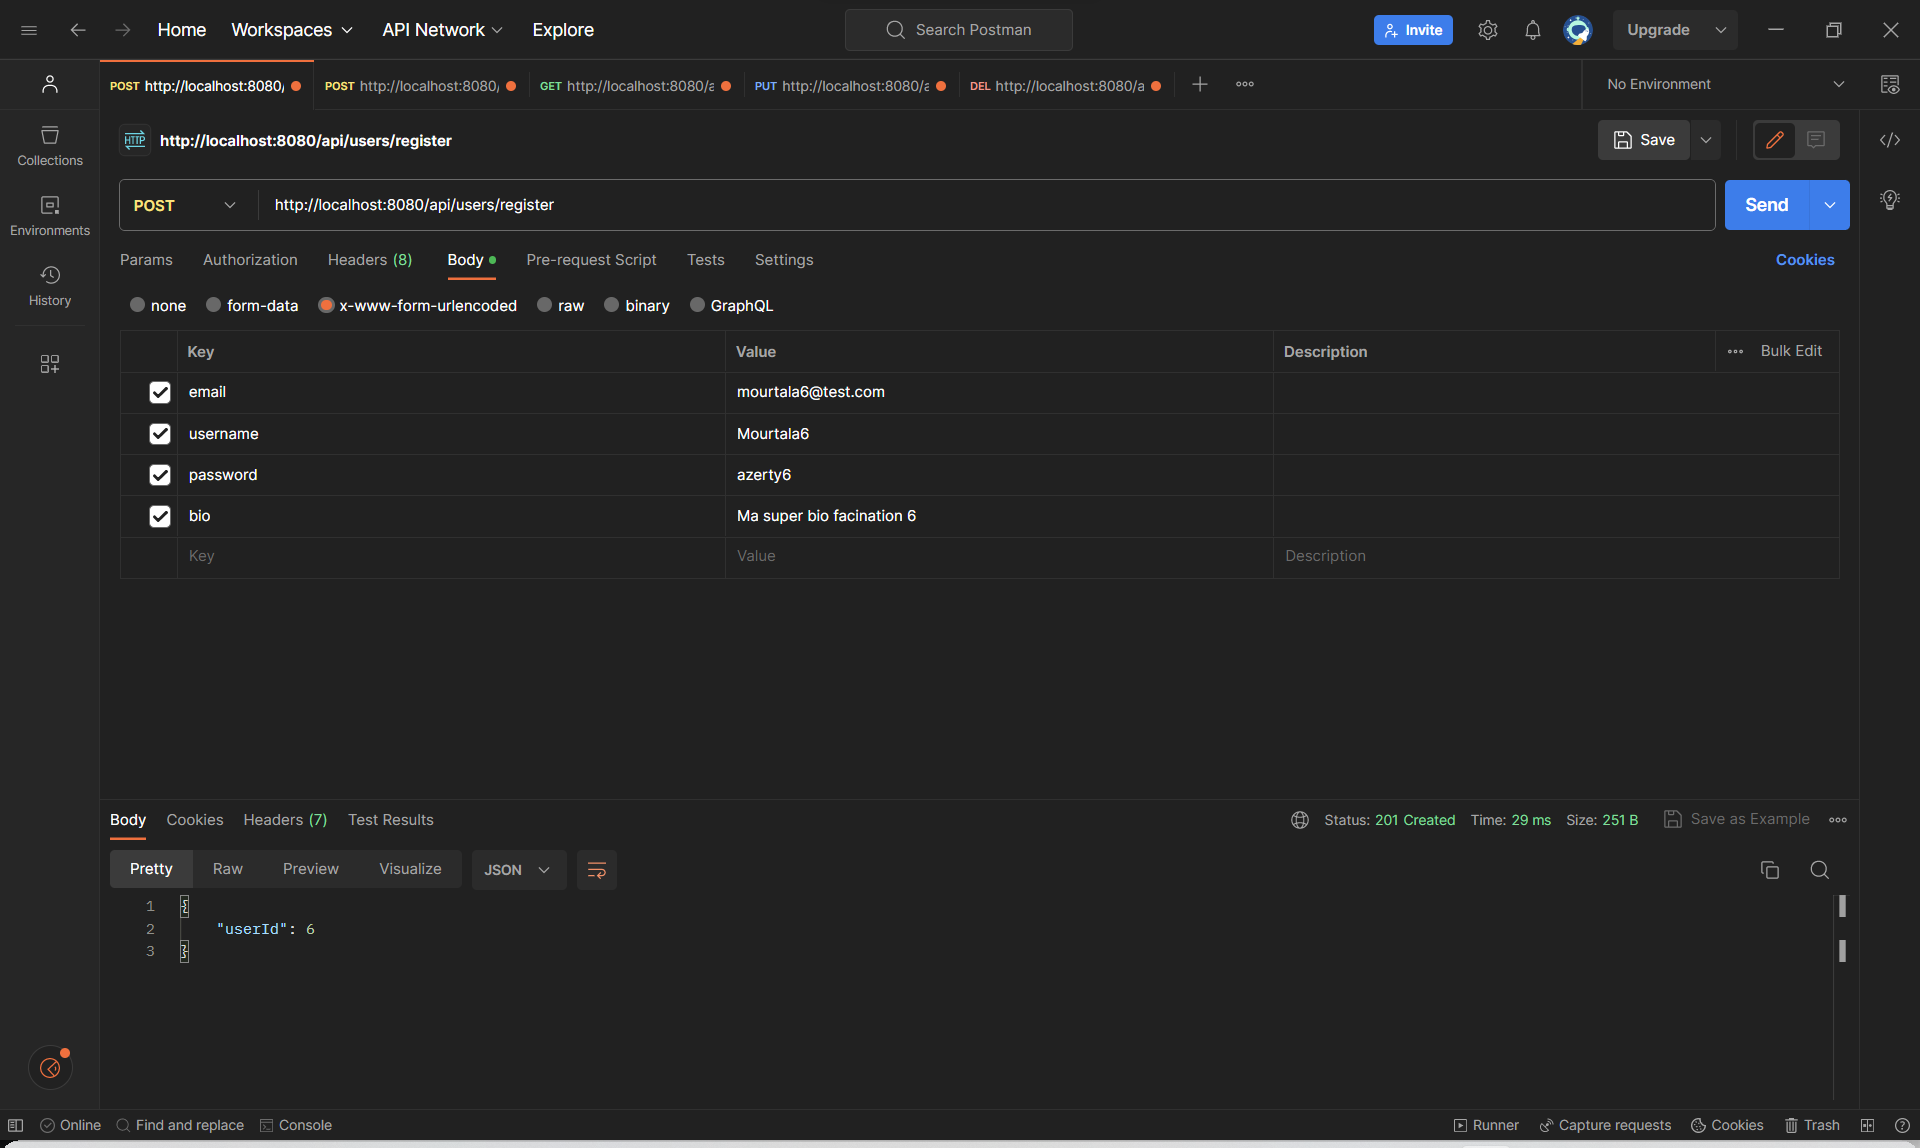 Home Workspaces API Network Explore Search Postman Invite Upgrade
POST http://localhost:8080/ POST http://localhost:8080/ GET http://localhost:8080/a PUT http://localhost:8080/a DEL http://localhost:8080/a No Environment
HTTP http://localhost:8080/api/users/register Save
Collections
POST http://localhost:8080/api/users/register Send
Environments
Params Authorization Headers (8) Body Pre-request Script Tests Settings Cookies
History
none form-data x-www-form-urlencoded raw binary GraphQL
Key Value Description Bulk Edit
email mourtala6@test.com
username Mourtala6
password azerty6
bio Ma super bio facination 6
Key Value Description
Body Cookies Headers (7) Test Results Status: 201 Created Time: 29 ms Size: 251 B Save as Example
Pretty Raw Preview Visualize JSON
1 {
2 "userId": 6
3 }
Online Find and replace Console Runner Capture requests Cookies Trash